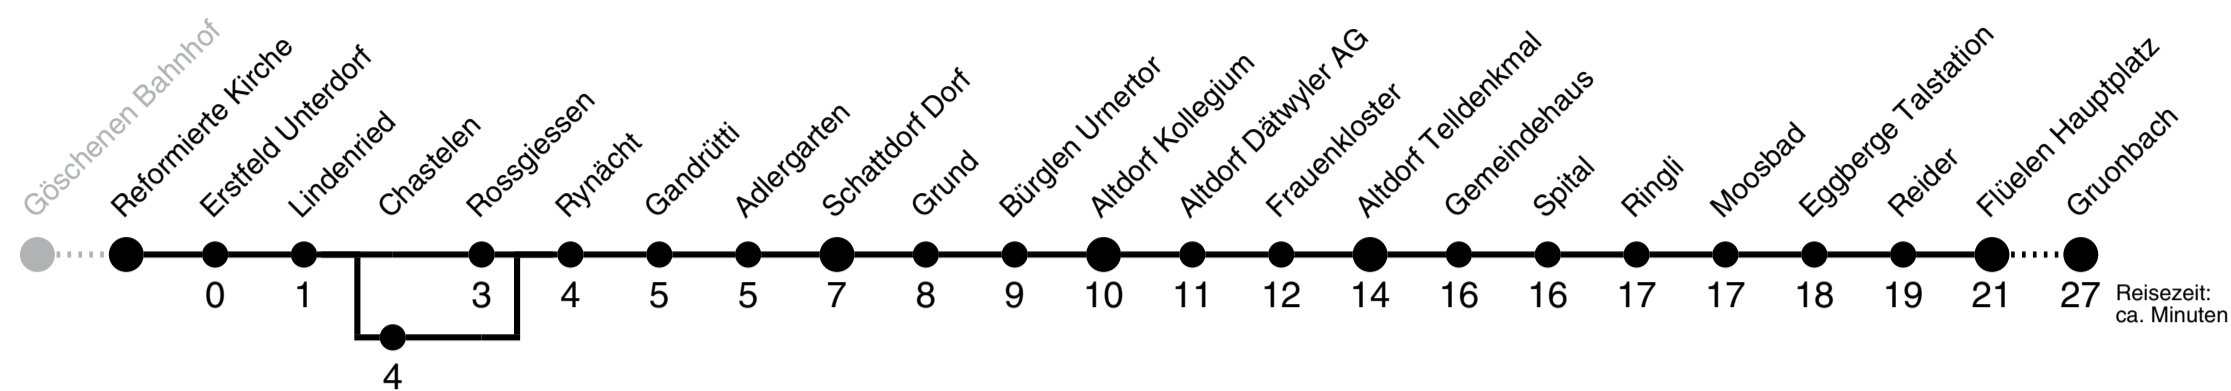 Göschenen Bahnhof
Reformierte Kirche
Erstfeld Unterdorf
Lindenried
Chastelen
Rossgiessen
Rynächt
Gandrütti
Adlergarten
Schattdorf Dorf
Grund
Bürglen Urnertor
Altdorf Kollegium
Altdorf Dätwyler AG
Frauenkloster
Altdorf Telldenkmal
Gemeindehaus
Spital
Ringli
Moosbad
Eggberge Talstation
Reider
Flüelen Hauptplatz
Gruonbach
0 1 3 4 5 5 7 8 9 10 11 12 14 16 16 17 17 18 19 21 27
Reisezeit:
ca. Minuten
4